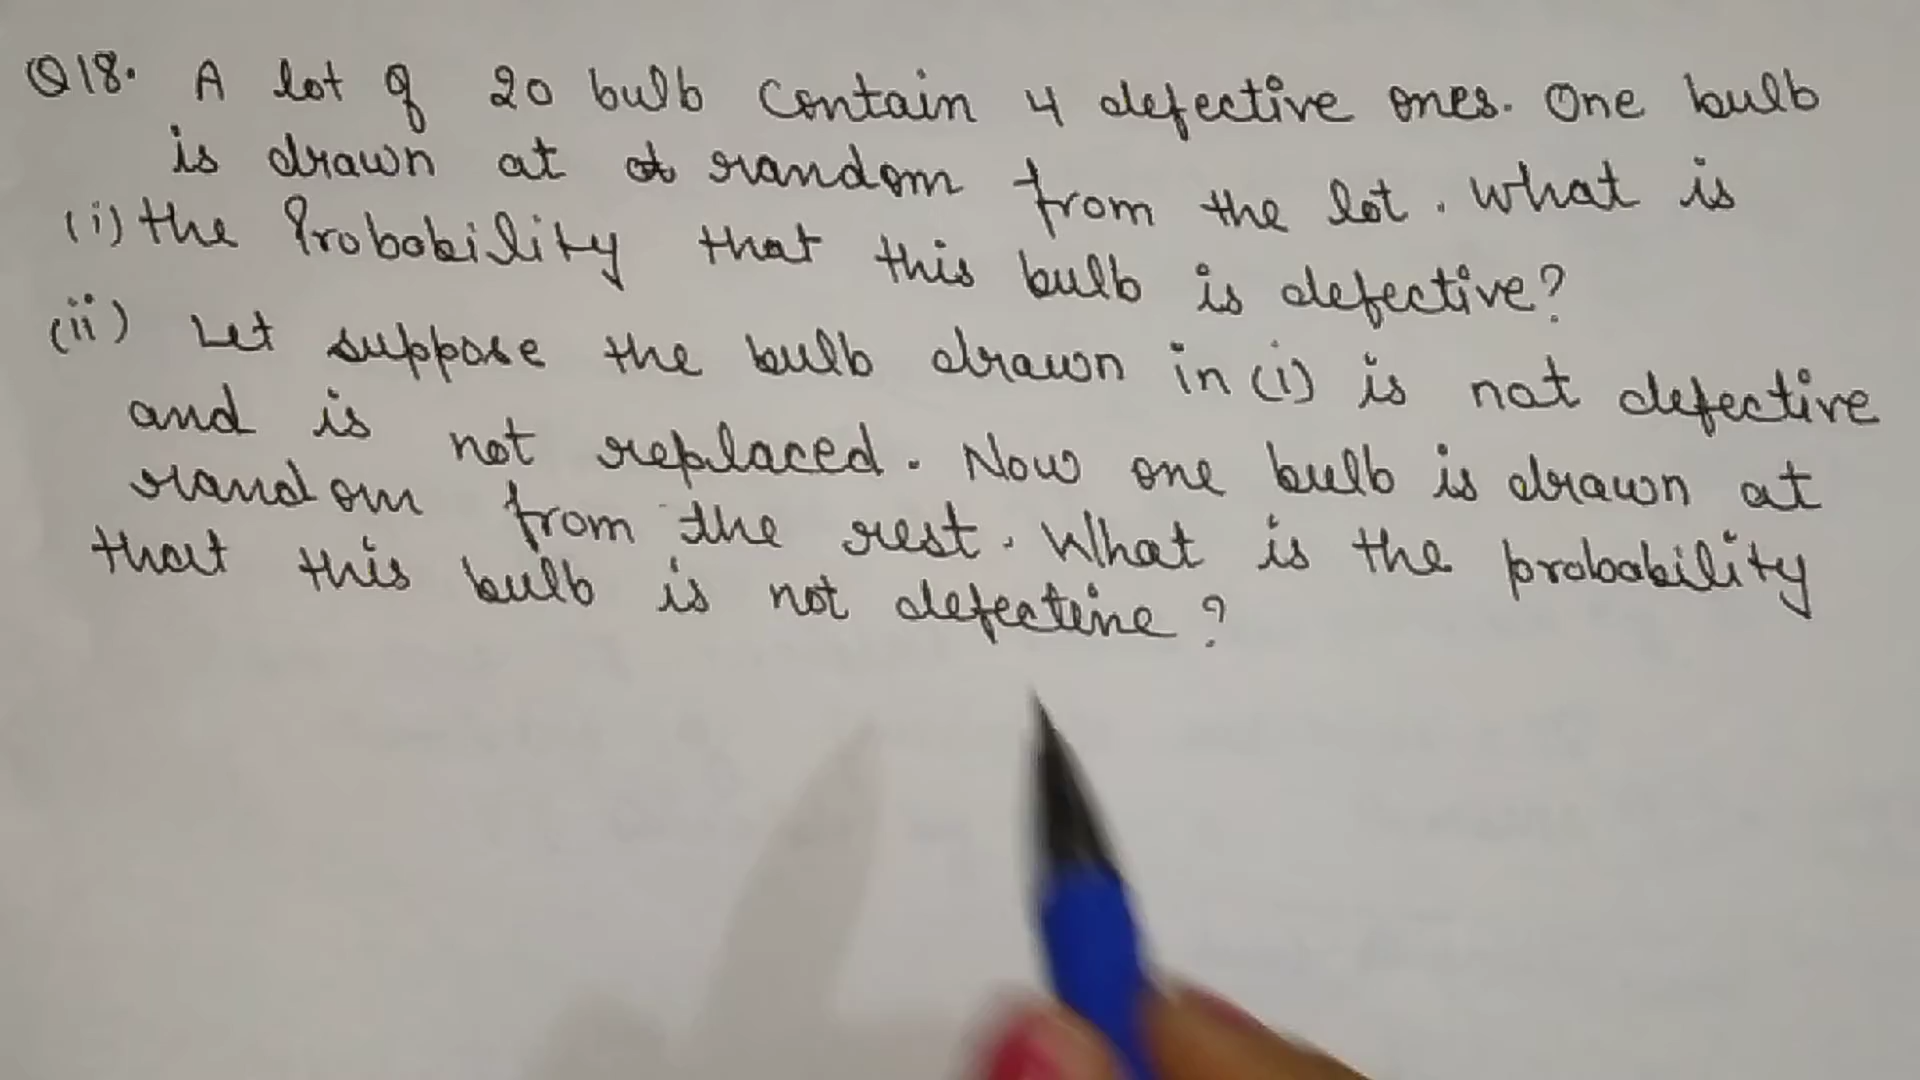 Q18. A lot of 20 bulb contain 4 defective ones. One bulb
is drawn at random from the lot. What is
(i) the Probability that this bulb is defective?
(ii) Let suppose the bulb drawn in (i) is not defective
and is not replaced. Now one bulb is drawn at
random from the rest. What is the probability
that this bulb is not defective?